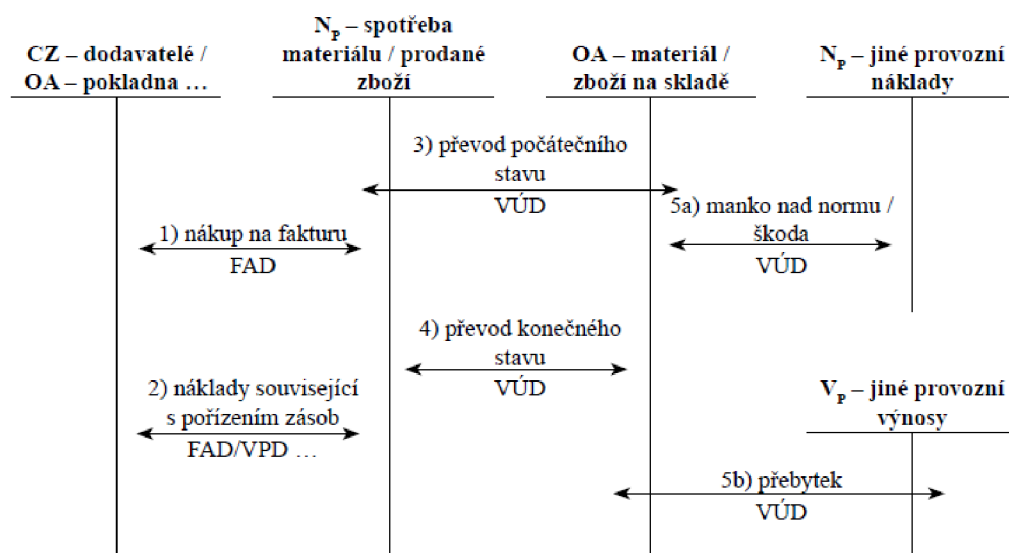 CZ – dodavatelé /
OA – pokladna …
N_P – spotřeba
materiálu / prodané
zboží
OA – materiál /
zboží na skladě
N_P – jiné provozní
náklady
3) převod počátečního
stavu
VÚD
5a) manko nad normu /
škoda
VÚD
1) nákup na fakturu
FAD
4) převod konečného
stavu
VÚD
2) náklady související
s pořízením zásob
FAD/VPD …
V_P – jiné provozní
výnosy
5b) přebytek
VÚD